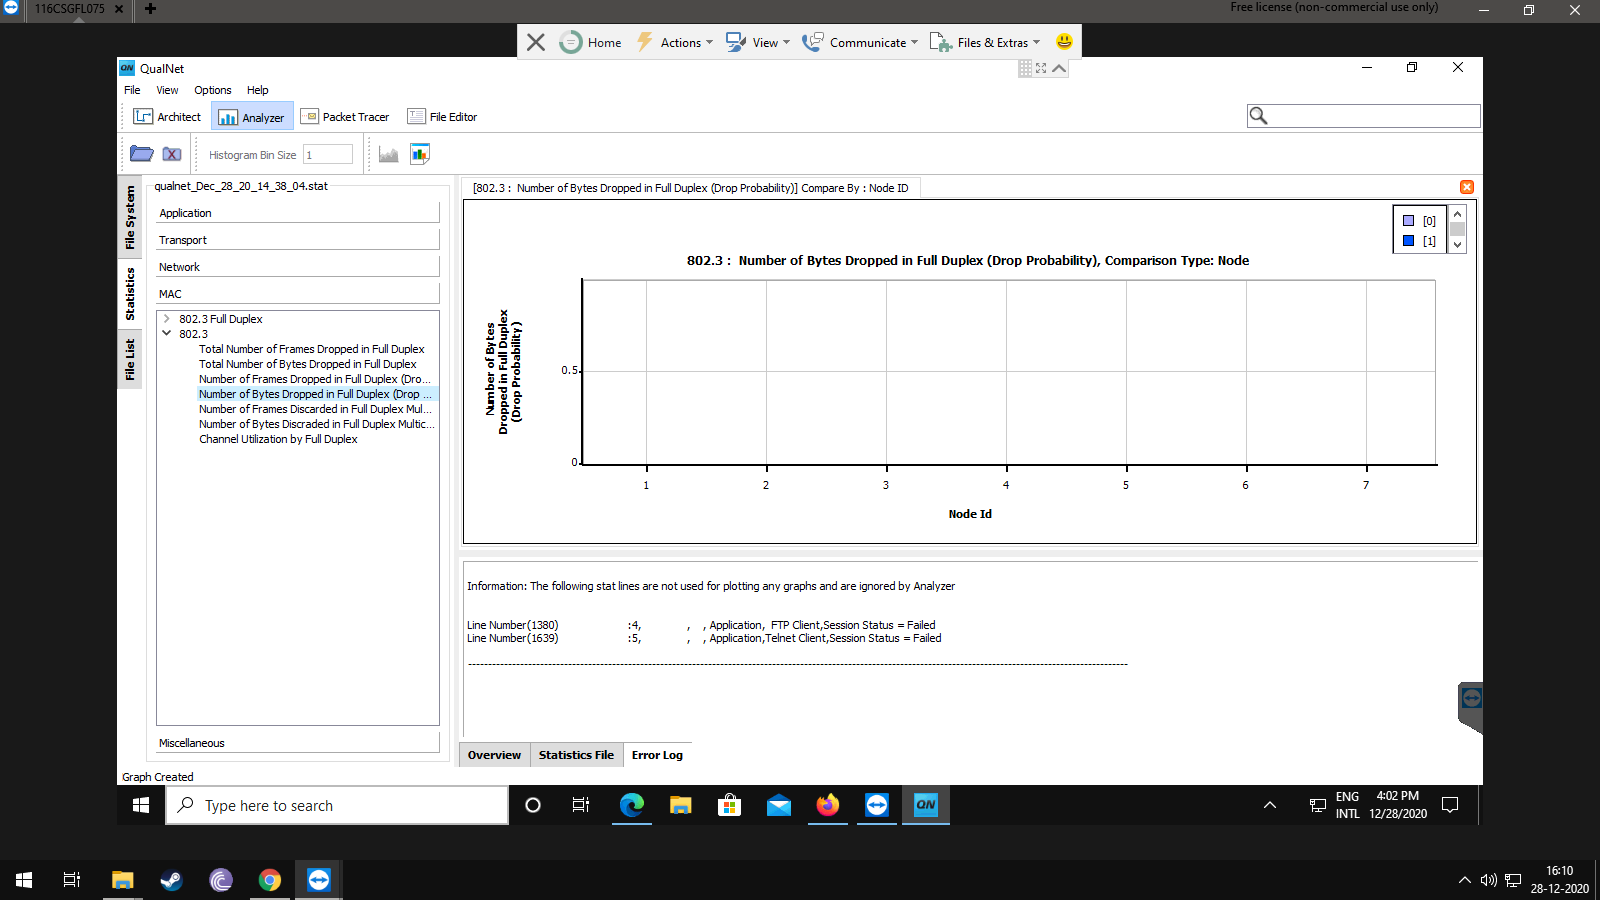 116CSGFL075
Free license (non-commercial use only)
Home
Actions
View
Communicate
Files & Extras
QN QualNet
File View Options Help
Architect
Analyzer
Packet Tracer
File Editor
Histogram Bin Size 1
File System
Statistics
File List
qualnet_Dec_28_20_14_38_04.stat
Application
Transport
Network
MAC
802.3 Full Duplex
802.3
Total Number of Frames Dropped in Full Duplex
Total Number of Bytes Dropped in Full Duplex
Number of Frames Dropped in Full Duplex (Dro...
Number of Bytes Dropped in Full Duplex (Drop ...
Number of Frames Discarded in Full Duplex Mul...
Number of Bytes Discraded in Full Duplex Multic...
Channel Utilization by Full Duplex
Miscellaneous
Graph Created
[802.3 : Number of Bytes Dropped in Full Duplex (Drop Probability)] Compare By : Node ID
[0]
[1]
802.3 : Number of Bytes Dropped in Full Duplex (Drop Probability), Comparison Type: Node
Number of Bytes
Dropped in Full Duplex
(Drop Probability)
0.5
0
1 2 3 4 5 6 7
Node Id
Information: The following stat lines are not used for plotting any graphs and are ignored by Analyzer
Line Number(1380) :4, , , Application, FTP Client,Session Status = Failed
Line Number(1639) :5, , , Application,Telnet Client,Session Status = Failed
Overview
Statistics File
Error Log
Type here to search
QN
ENG
INTL
4:02 PM
12/28/2020
16:10
28-12-2020